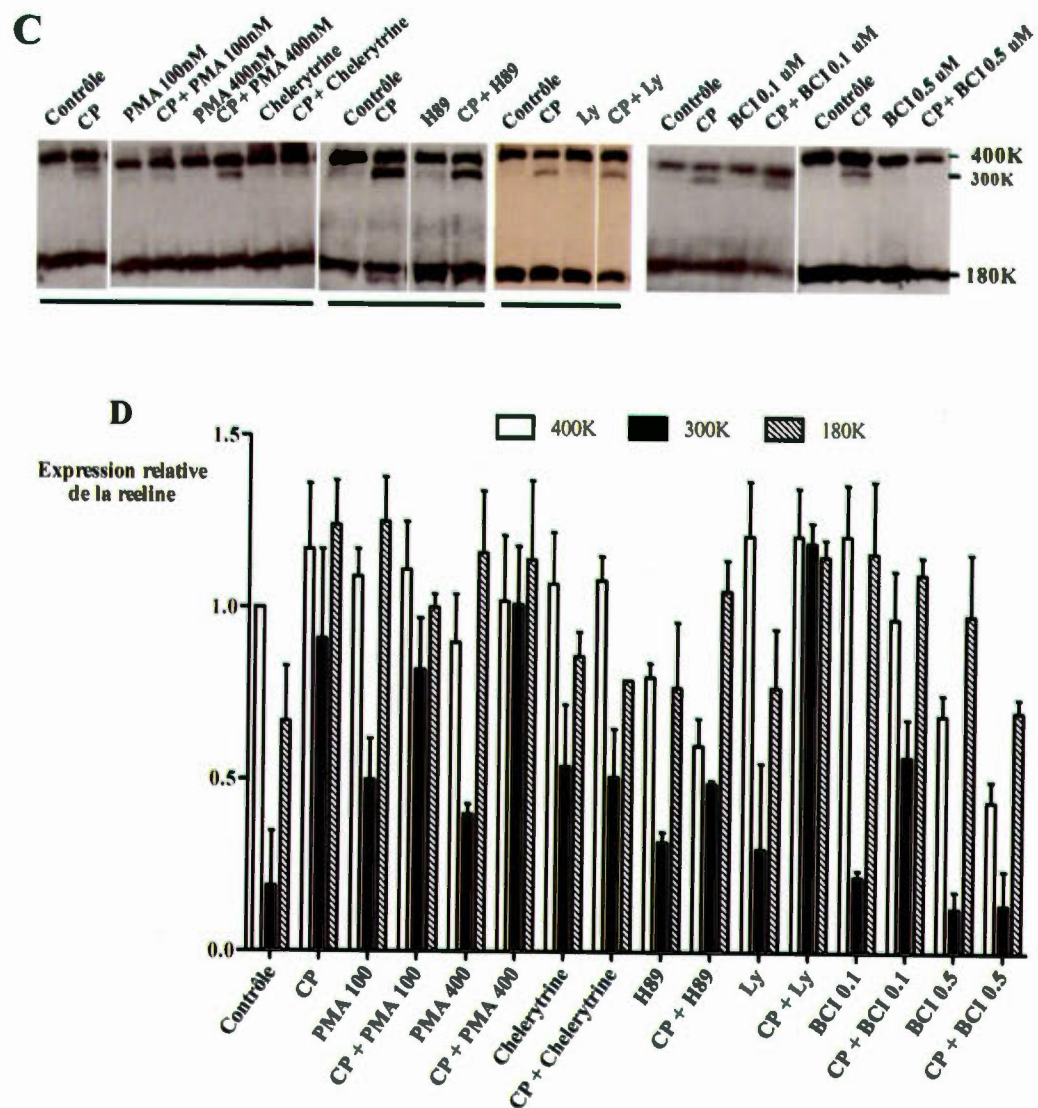 C
Contrôle
CP
PMA 100nM
CP + PMA 100nM
PMA 400nM
CP + PMA 400nM
Chelerytrine
CP + Chelerytrine
Contrôle
CP
H89
CP + H89
Contrôle
CP
Ly
CP + Ly
Contrôle
CP
BCI 0.1 uM
CP + BCI 0.1 uM
Contrôle
CP
BCI 0.5 uM
CP + BCI 0.5 uM
400K
300K
180K
D
400K
300K
180K
Expression relative
de la reeline
1.5
1.0
0.5
0.0
Contrôle
CP
PMA 100
CP + PMA 100
PMA 400
CP + PMA 400
Chelerytrine
CP + Chelerytrine
H89
CP + H89
Ly
CP + Ly
BCI 0.1
CP + BCI 0.1
BCI 0.5
CP + BCI 0.5